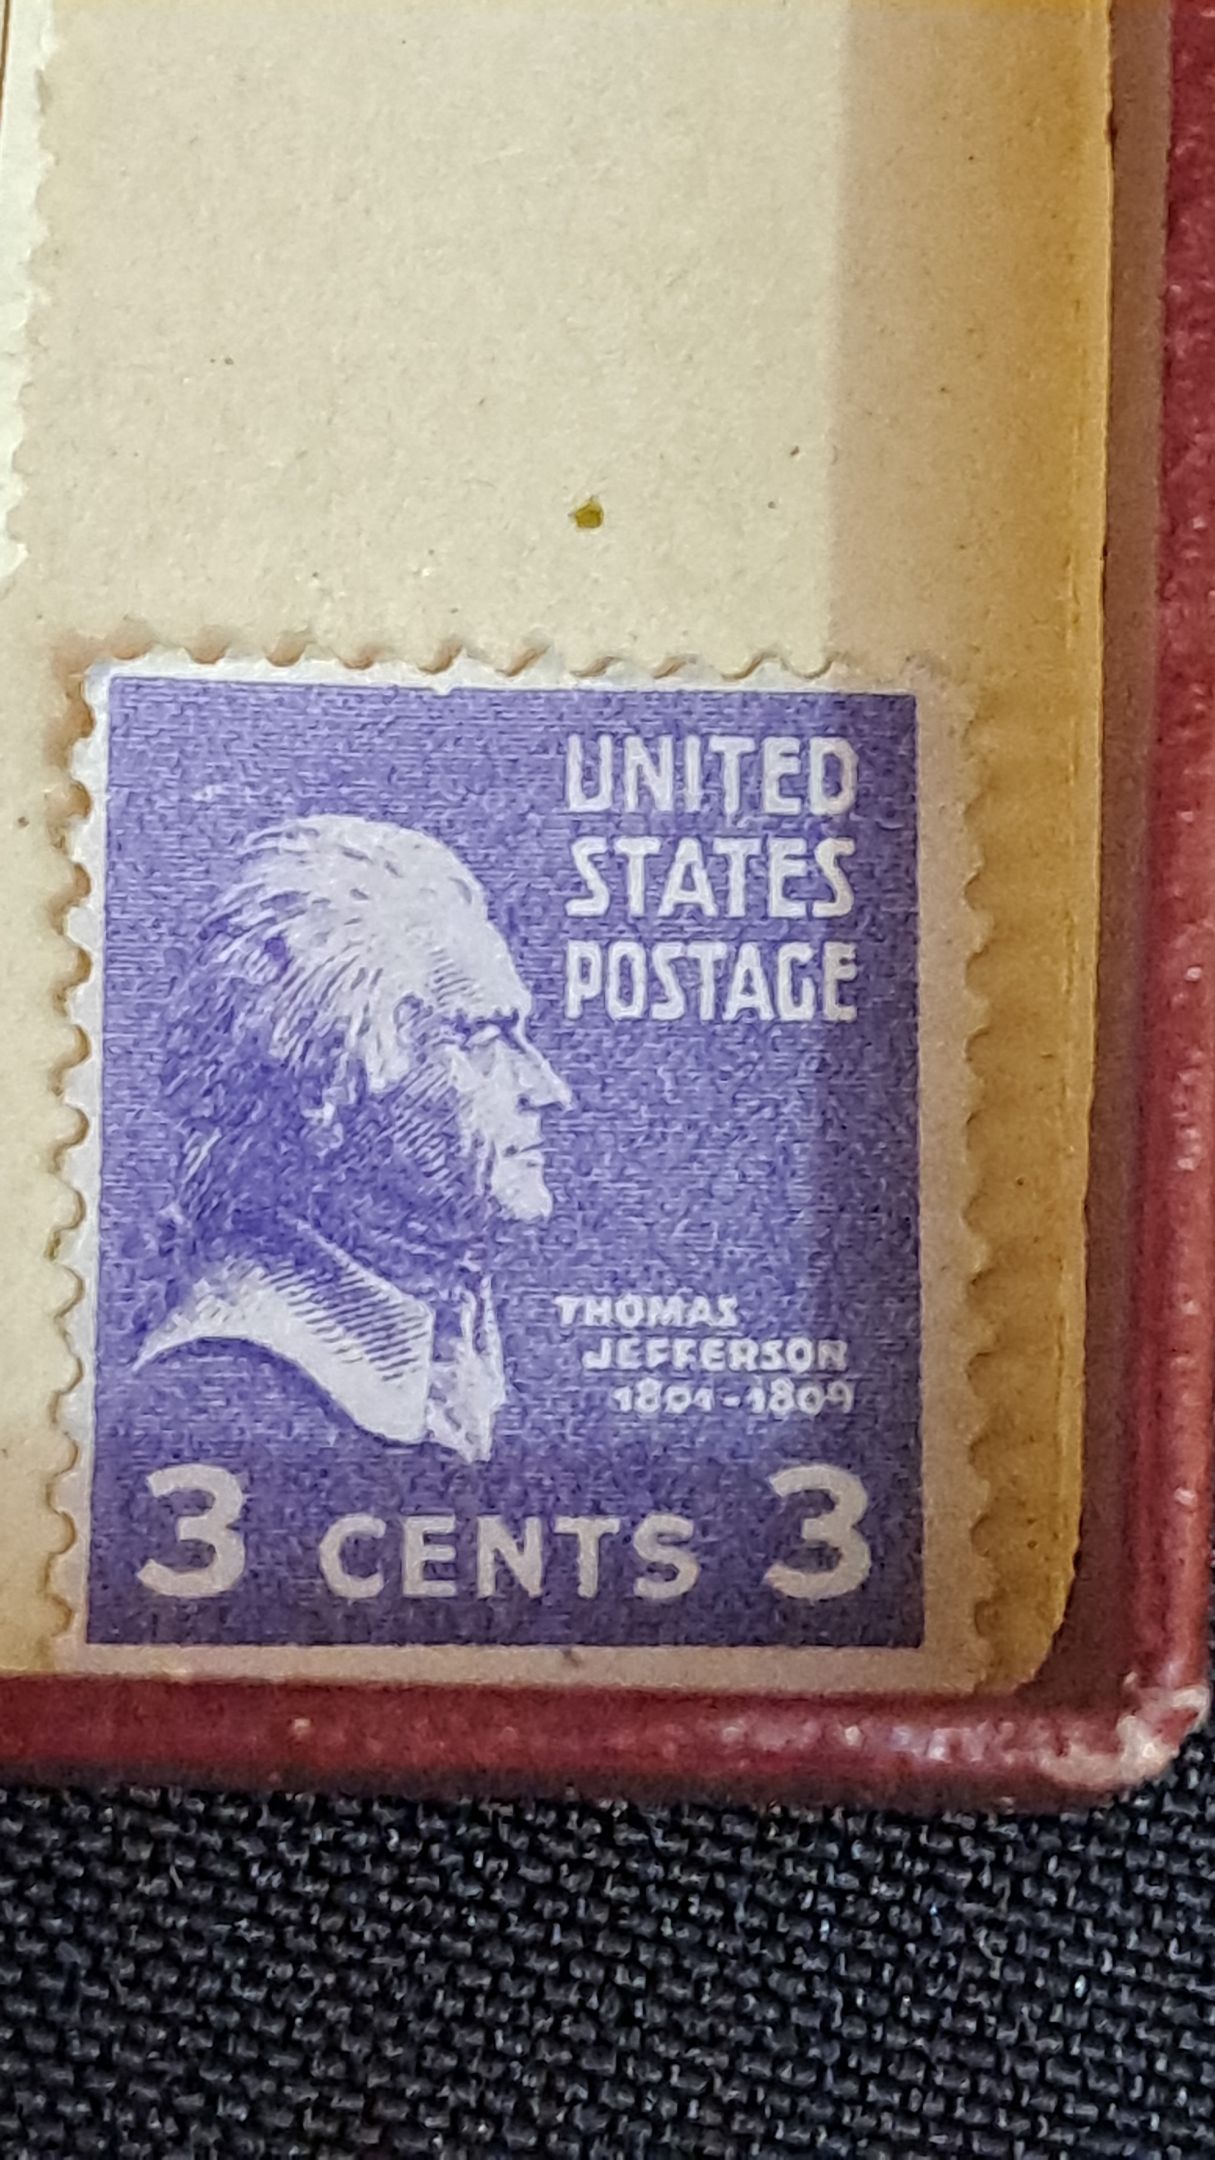 UNITED
STATES
POSTAGE
THOMAS
JEFFERSON
1801-1809
3 CENTS 3